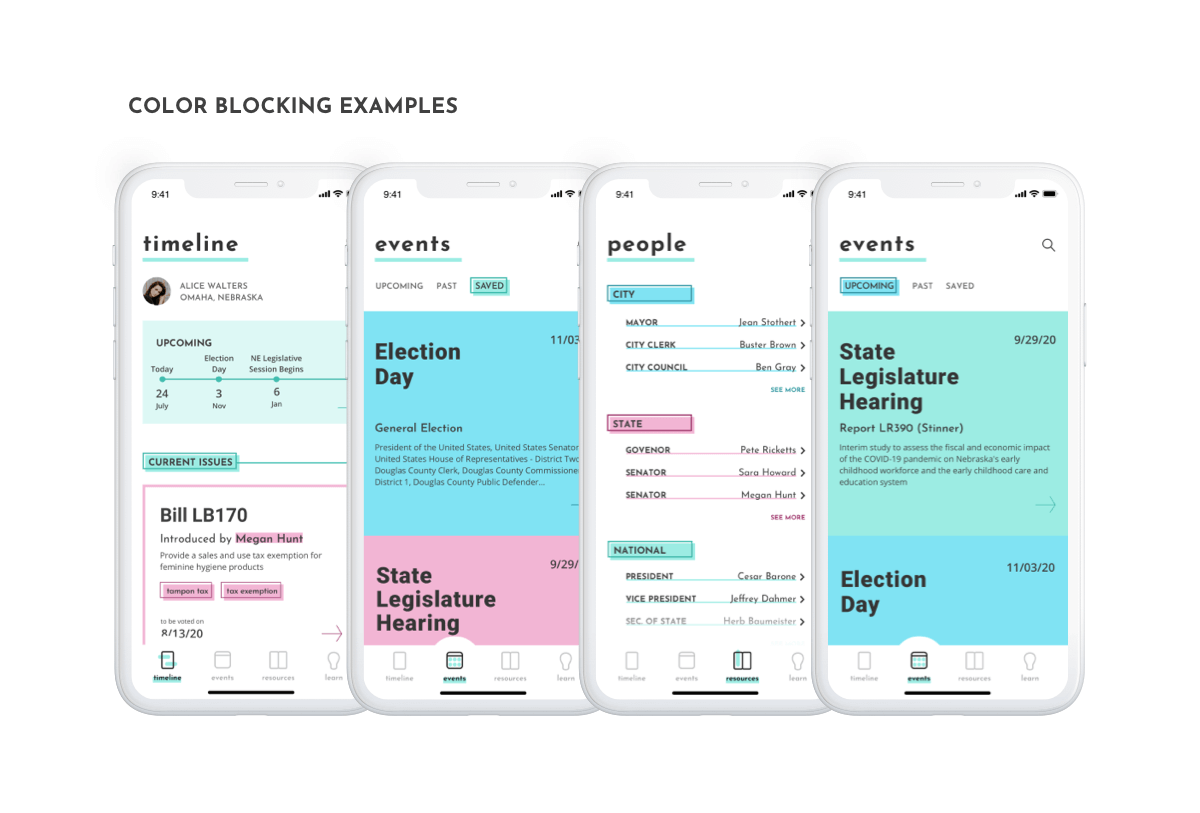 COLOR BLOCKING EXAMPLES
9:41
timeline
ALICE WALTERS
OMAHA, NEBRASKA
UPCOMING
Today
Election
Day
NE Legislative
Session Begins
24
July
3
Nov
6
Jan
CURRENT ISSUES
Bill LB170
Introduced by Megan Hunt
Provide a sales and use tax exemption for
feminine hygiene products
tampon tax tax exemption
to be voted on
8/13/20
timeline events resources learn
9:41
events
UPCOMING PAST SAVED
11/03
Election
Day
General Election
President of the United, United States Senator
United States House of Representatives - District Two
Douglas County Clerk, Douglas County Commissione
District 1, Douglas County Public Defender...
9/29/
State
Legislature
Hearing
timeline events resources learn
9:41
people
CITY
MAYOR Jean Stothert
CITY CLERK Buster Brown
CITY COUNCIL Ben Gray
SEE MORE
STATE
GOVENOR Pete Ricketts
SENATOR Sara Howard
SENATOR Megan Hunt
SEE MORE
NATIONAL
PRESIDENT Cesar Barone
VICE PRESIDENT Jeffrey Dahmer
SEC. OF STATE Herb Baumeister
timeline events resources learn
9:41
events
UPCOMING PAST SAVED
9/29/20
State
Legislature
Hearing
Report LR390 (Stinner)
Interim study to assess the fiscal and economic impact
of the COVID-19 pandemic on Nebraska's early
childhood workforce and the early childhood care and
education system
11/03/20
Election
Day
timeline events resources learn